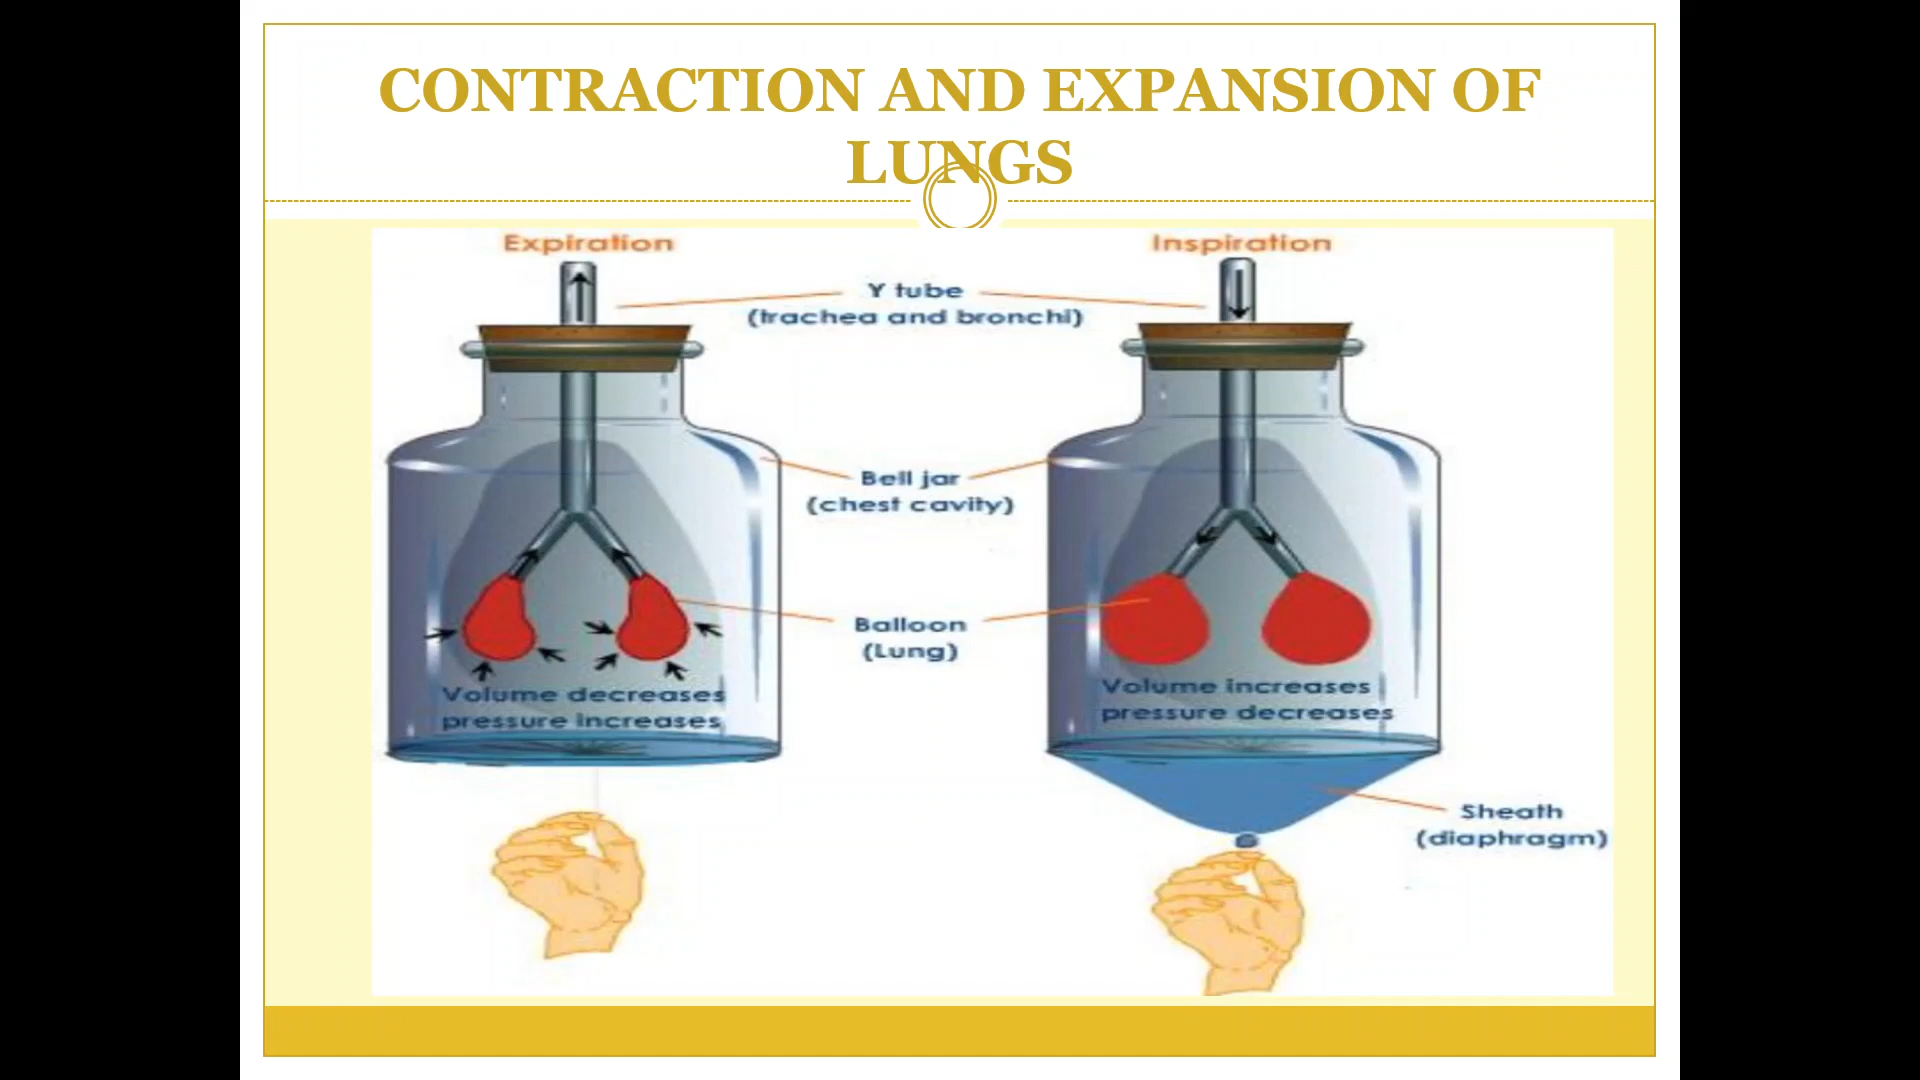 CONTRACTION AND EXPANSION OF
LUNGS
Expiration
Inspiration
Y tube
(trachea and bronchi)
Bell jar
(chest cavity)
Balloon
(Lung)
Volume decreases
pressure increases
Volume increases
pressure decreases
Sheath
(diaphragm)